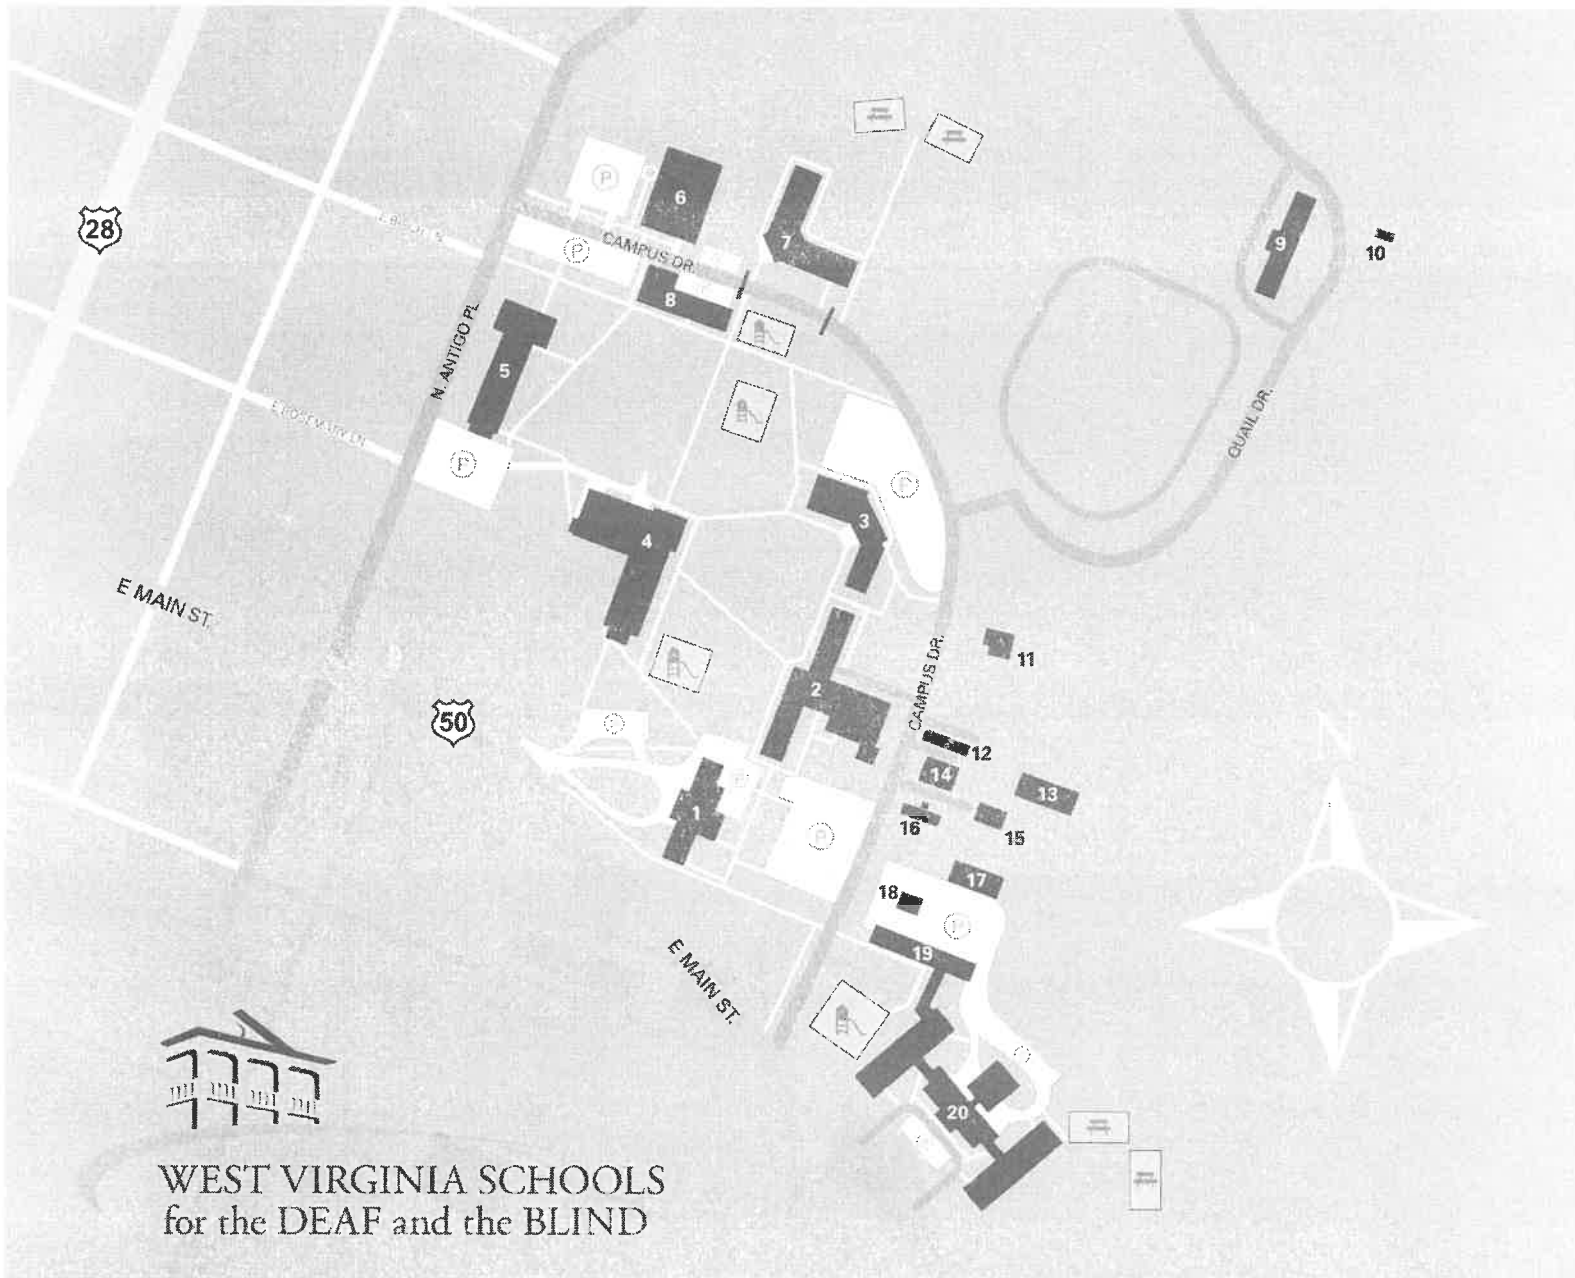 28
P
6
P
CAMPUS DR.
7
8
9
10
N. ANTIGO PL
5
P
QUAIL DR.
P
3
4
E MAIN ST.
CAMPUS DR.
11
2
50
12
14
13
1
16
15
P
17
18
P
19
E MAIN ST.
20
WEST VIRGINIA SCHOOLS
for the DEAF and the BLIND